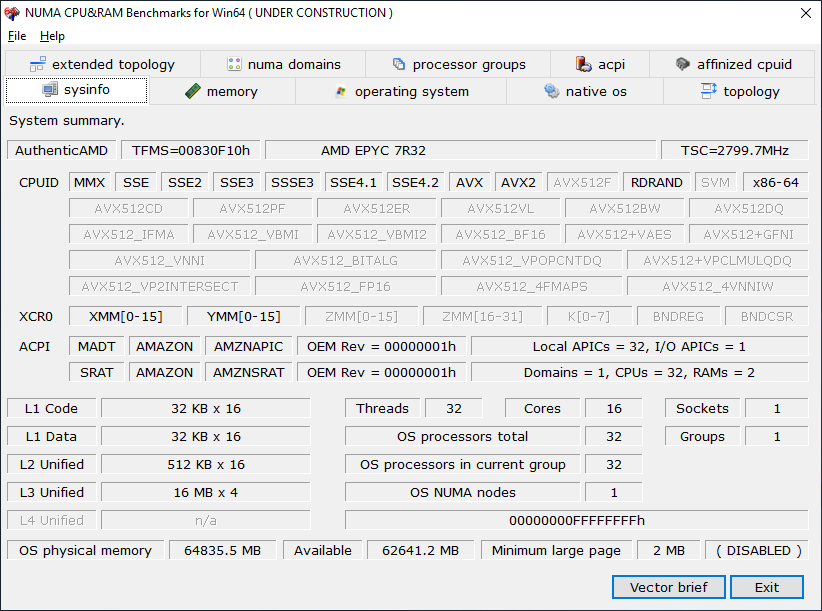 NUMA CPU&RAM Benchmarks for Win64 ( UNDER CONSTRUCTION )
File Help
extended topology numa domains processor groups acpi affinized cpuid
sysinfo memory operating system native os topology
System summary.
AuthenticAMD TFMS=00830F10h AMD EPYC 7R32 TSC=2799.7MHz
CPUID MMX SSE SSE2 SSE3 SSSE3 SSE4.1 SSE4.2 AVX AVX2 AVX512F RDRAND SVM x86-64
AVX512CD AVX512PF AVX512ER AVX512VL AVX512BW AVX512DQ
AVX512_IFMA AVX512_VBMI AVX512_VBMI2 AVX512_BF16 AVX512+VAES AVX512+GFNI
AVX512_VNNI AVX512_BITALG AVX512_VPOPCNTDQ AVX512+VPCLMULQDQ
AVX512_VP2INTERSECT AVX512_FP16 AVX512_4FMAPS AVX512_4VNNIW
XCR0 XMM[0-15] YMM[0-15] ZMM[0-15] ZMM[16-31] K[0-7] BNDREG BNDCSR
ACPI MADT AMAZON AMZNAPIC OEM Rev = 00000001h Local APICs = 32, I/O APICs = 1
SRAT AMAZON AMZNSRAT OEM Rev = 00000001h Domains = 1, CPUs = 32, RAMs = 2
L1 Code 32 KB x 16 Threads 32 Cores 16 Sockets 1
L1 Data 32 KB x 16 OS processors total 32 Groups 1
L2 Unified 512 KB x 16 OS processors in current group 32
L3 Unified 16 MB x 4 OS NUMA nodes 1
L4 Unified n/a 00000000FFFFFFFFh
OS physical memory 64835.5 MB Available 62641.2 MB Minimum large page 2 MB ( DISABLED )
Vector brief Exit